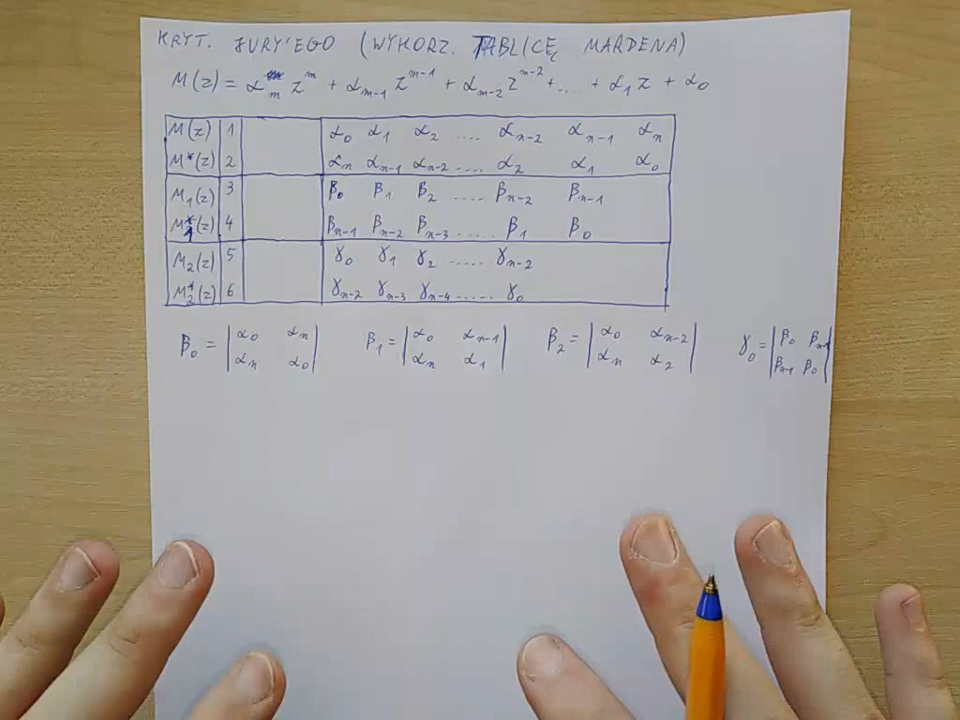 KRYT. JURY'EGO (WYKORZ. TABLICĘ MARDENA)
M(z) = α_m z^m + α_{m-1} z^{m-1} + α_{m-2} z^{m-2} + .... + α_1 z + α_0
M(z) 1 α_0 α_1 α_2 .... α_{n-2} α_{n-1} α_n
M*(z) 2 α_n α_{n-1} α_{n-2} .... α_2 α_1 α_0
M_1(z) 3 β_0 β_1 β_2 .... β_{n-2} β_{n-1}
M_1*(z) 4 β_{n-1} β_{n-2} β_{n-3} ..... β_1 β_0
M_2(z) 5 γ_0 γ_1 γ_2 ..... γ_{n-2}
M_2*(z) 6 γ_{n-2} γ_{n-3} γ_{n-4} ..... γ_0
β_0 = |α_0 α_n; α_n α_0| β_1 = |α_0 α_{n-1}; α_n α_1| β_2 = |α_0 α_{n-2}; α_n α_2| γ_0 = |β_0 β_{n-1}; β_{n-1} β_0|